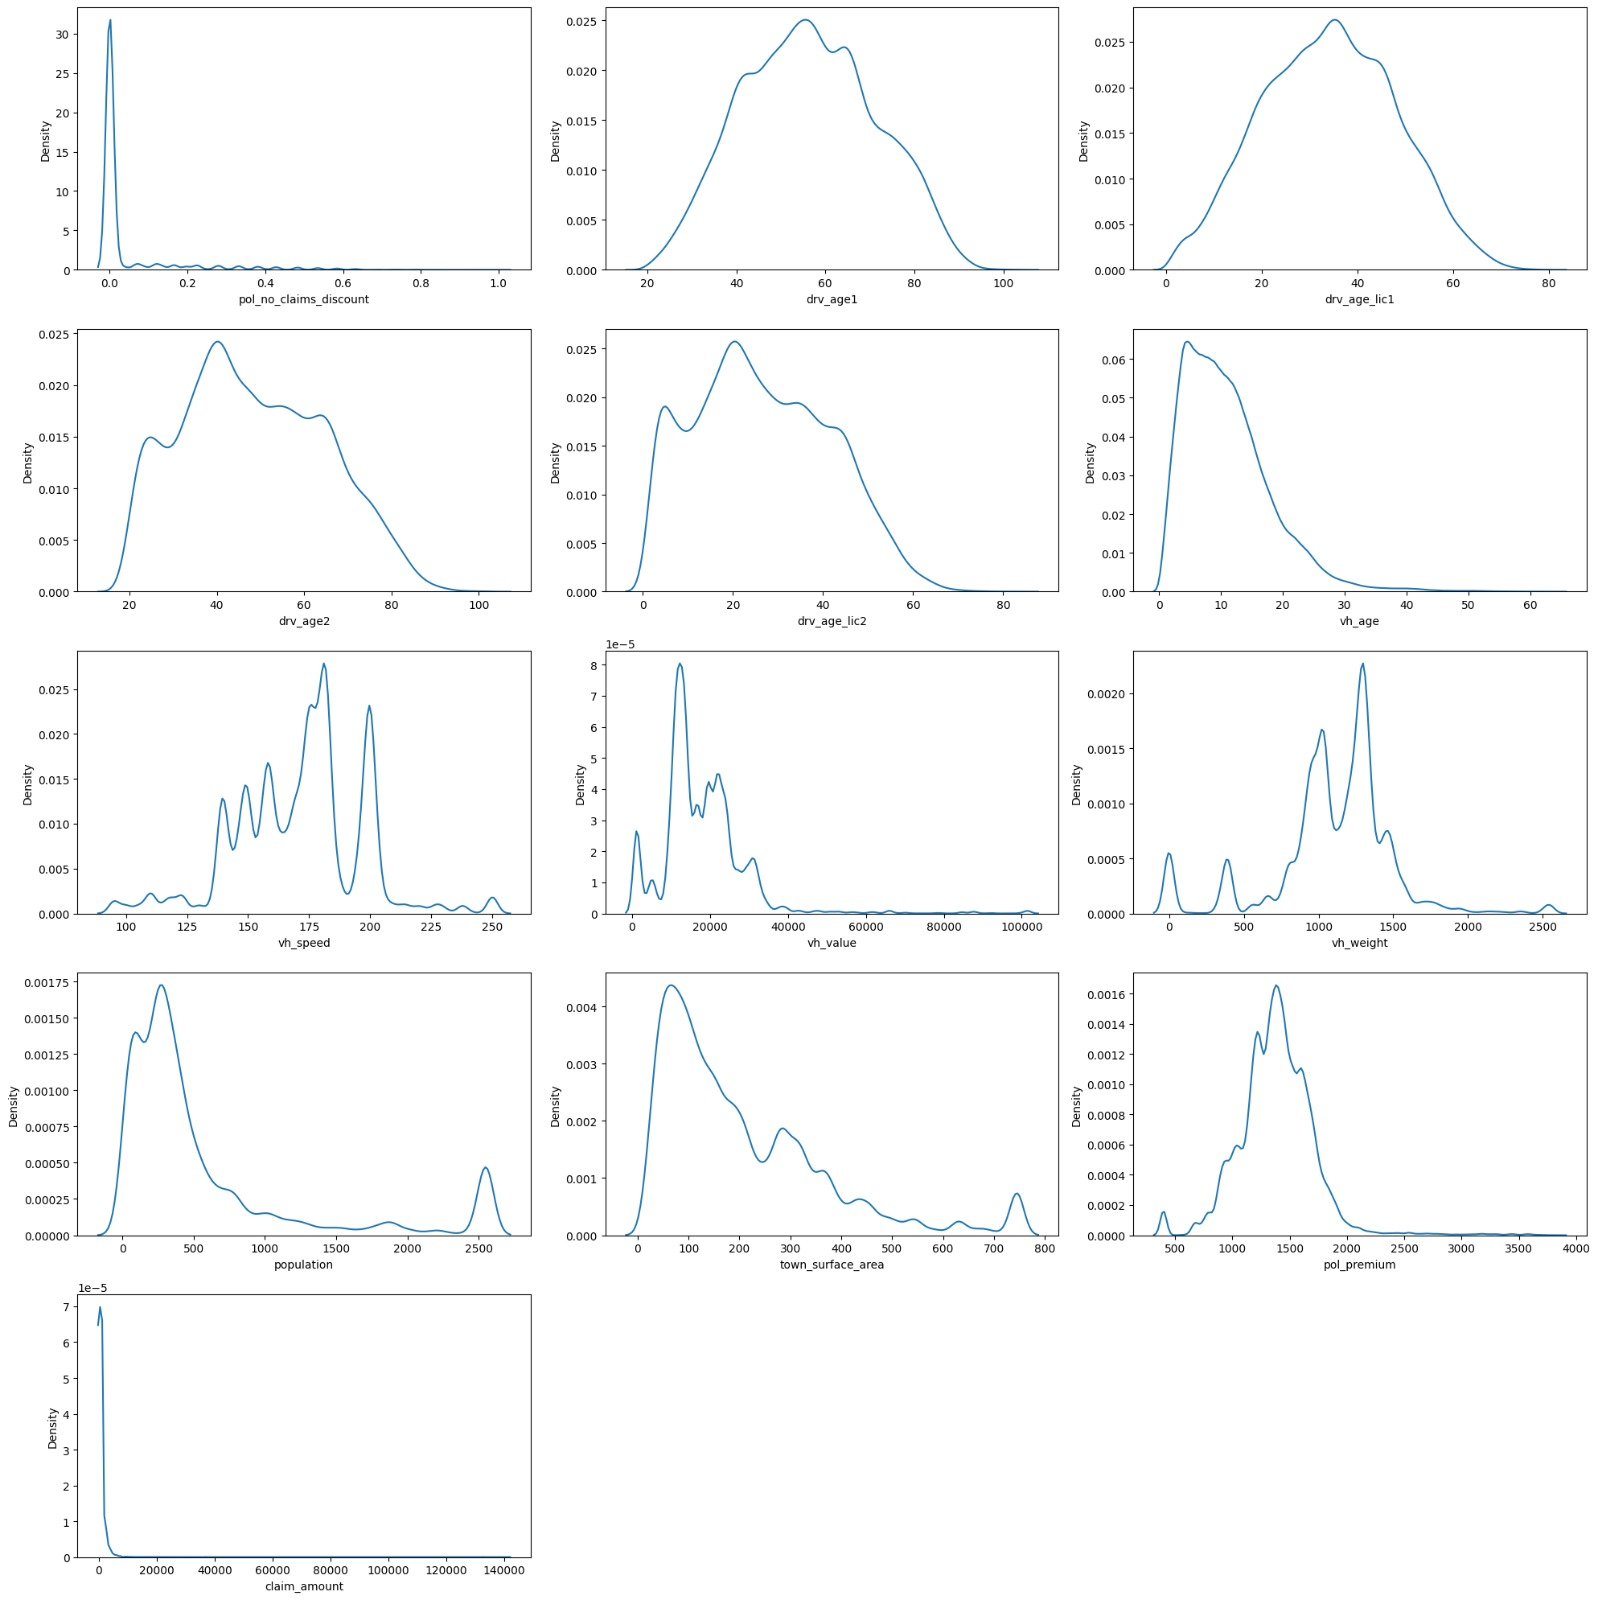 30
25
20
15
10
5
0
Density
0.0 0.2 0.4 0.6 0.8 1.0
pol_no_claims_discount
0.025
0.020
0.015
0.010
0.005
0.000
Density
20 40 60 80 100
drv_age1
0.025
0.020
0.015
0.010
0.005
0.000
Density
0 20 40 60 80
drv_age_lic1
0.025
0.020
0.015
0.010
0.005
0.000
Density
20 40 60 80 100
drv_age2
0.025
0.020
0.015
0.010
0.005
0.000
Density
0 20 40 60 80
drv_age_lic2
0.06
0.05
0.04
0.03
0.02
0.01
0.00
Density
0 10 20 30 40 50 60
vh_age
0.025
0.020
0.015
0.010
0.005
0.000
Density
100 125 150 175 200 225 250
vh_speed
1e−5
8
7
6
5
4
3
2
1
0
Density
0 20000 40000 60000 80000 100000
vh_value
0.0020
0.0015
0.0010
0.0005
0.0000
Density
0 500 1000 1500 2000 2500
vh_weight
0.00175
0.00150
0.00125
0.00100
0.00075
0.00050
0.00025
0.00000
Density
0 500 1000 1500 2000 2500
population
0.004
0.003
0.002
0.001
0.000
Density
0 100 200 300 400 500 600 700 800
town_surface_area
0.0016
0.0014
0.0012
0.0010
0.0008
0.0006
0.0004
0.0002
0.0000
Density
500 1000 1500 2000 2500 3000 3500 4000
pol_premium
1e−5
7
6
5
4
3
2
1
0
Density
0 20000 40000 60000 80000 100000 120000 140000
claim_amount